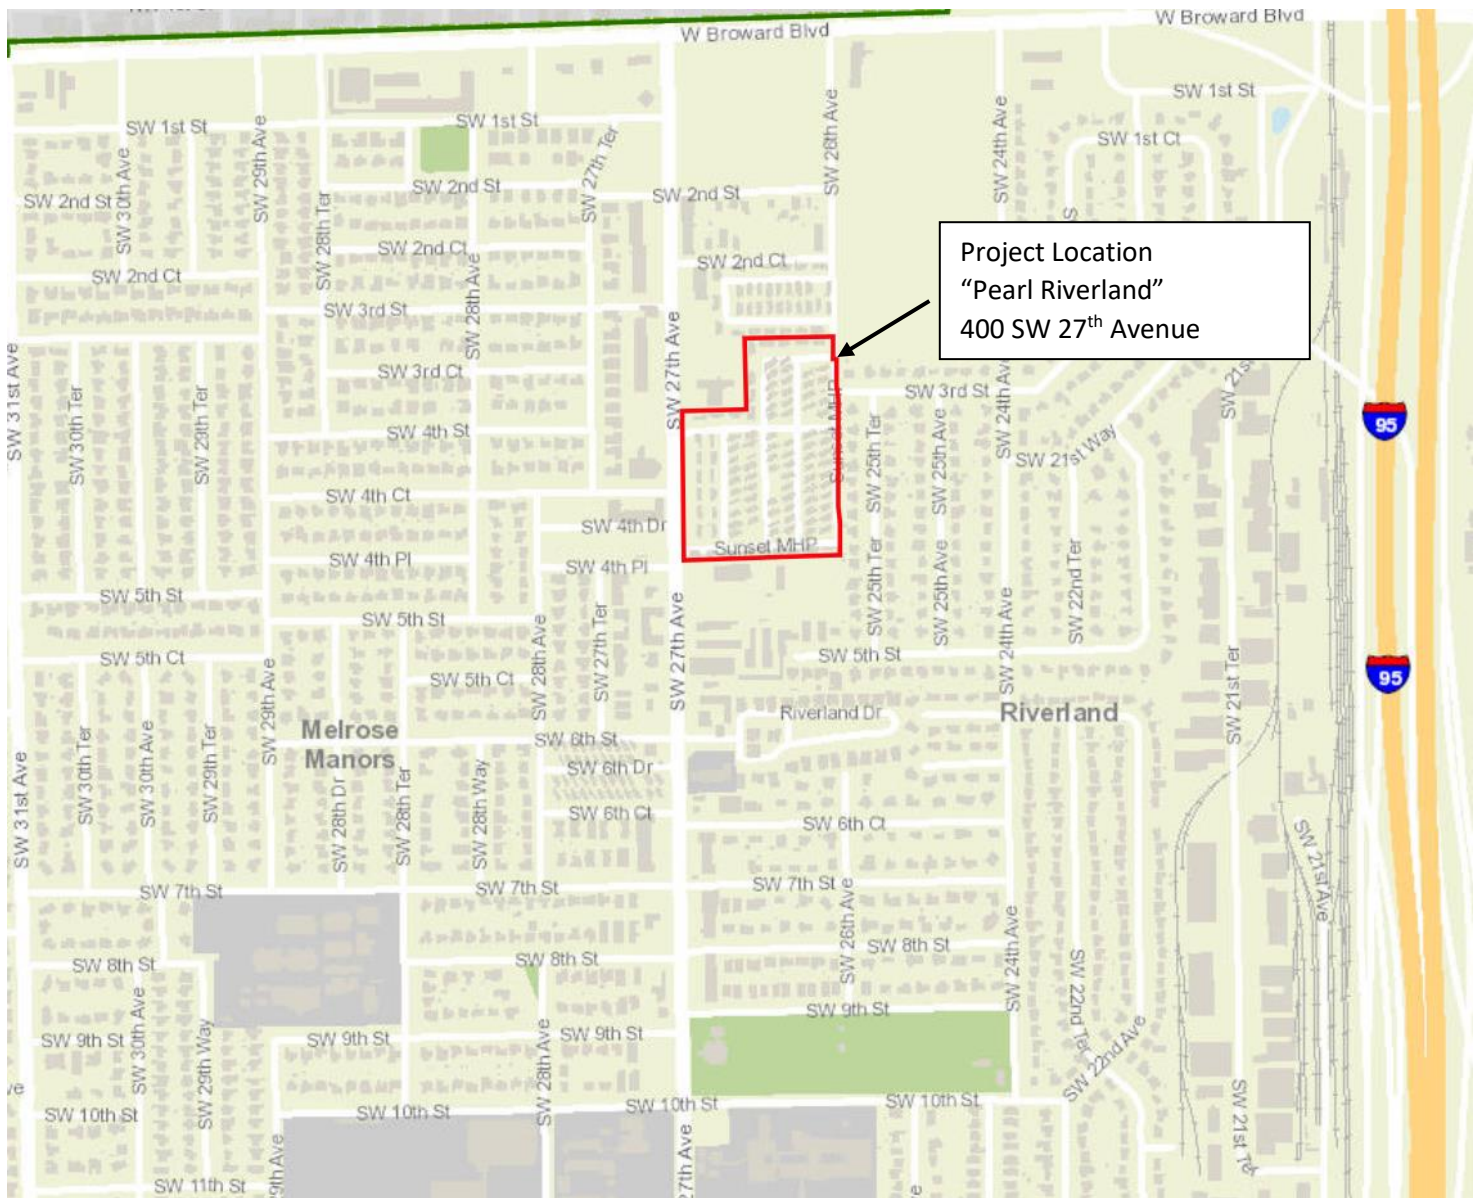 W Broward Blvd
W Broward Blvd
SW 1st St
SW 1st St
SW 1st St
SW 1st Ct
SW 30th Ave
SW 29th Ave
SW 28th Ter
SW 27th Ter
SW 26th Ave
SW 24th Ave
SW 2nd St
SW 2nd St
SW 2nd St
SW 2nd Ct
SW 2nd Ct
SW 2nd Ct
SW 28th Ave
SW 3rd St
Project Location
“Pearl Riverland”
400 SW 27th Avenue
SW 31st Ave
SW 30th Ter
SW 29th Ter
SW 27th Ave
SW 3rd Ct
SW 3rd St
SW 24th Ave
SW 21st
SW 4th St
Sunset MHP
SW 25th Ter
SW 25th Ave
SW 21st Way
95
SW 4th Ct
SW 4th Dr
Sunset MHP
SW 4th Pl
SW 4th Pl
SW 25th Ter
SW 25th Ave
SW 22nd Ter
SW 5th St
SW 5th St
SW 28th Ave
SW 27th Ter
SW 27th Ave
SW 24th Ave
SW 5th St
SW 5th Ct
SW 5th Ct
SW 29th Ave
SW 21st Ter
95
Melrose
Manors
Riverland Dr
Riverland
SW 6th St
SW 31st Ave
SW 30th Ter
SW 30th Ave
SW 29th Ter
SW 28th Dr
SW 28th Ter
SW 28th Way
SW 6th Dr
SW 6th Ct
SW 6th Ct
SW 21st Ave
SW 7th St
SW 7th St
SW 7th St
SW 26th Ave
SW 24th Ave
SW 8th St
SW 8th St
SW 8th St
SW 22nd Ter
SW 30th Ave
SW 29th Way
SW 9th St
SW 9th St
SW 9th St
SW 9th St
SW 28th Ave
SW 22nd Ave
SW 10th St
SW 10th St
SW 10th St
SW 10th St
SW 21st Te
29th Ave
27th Ave
SW 11th St